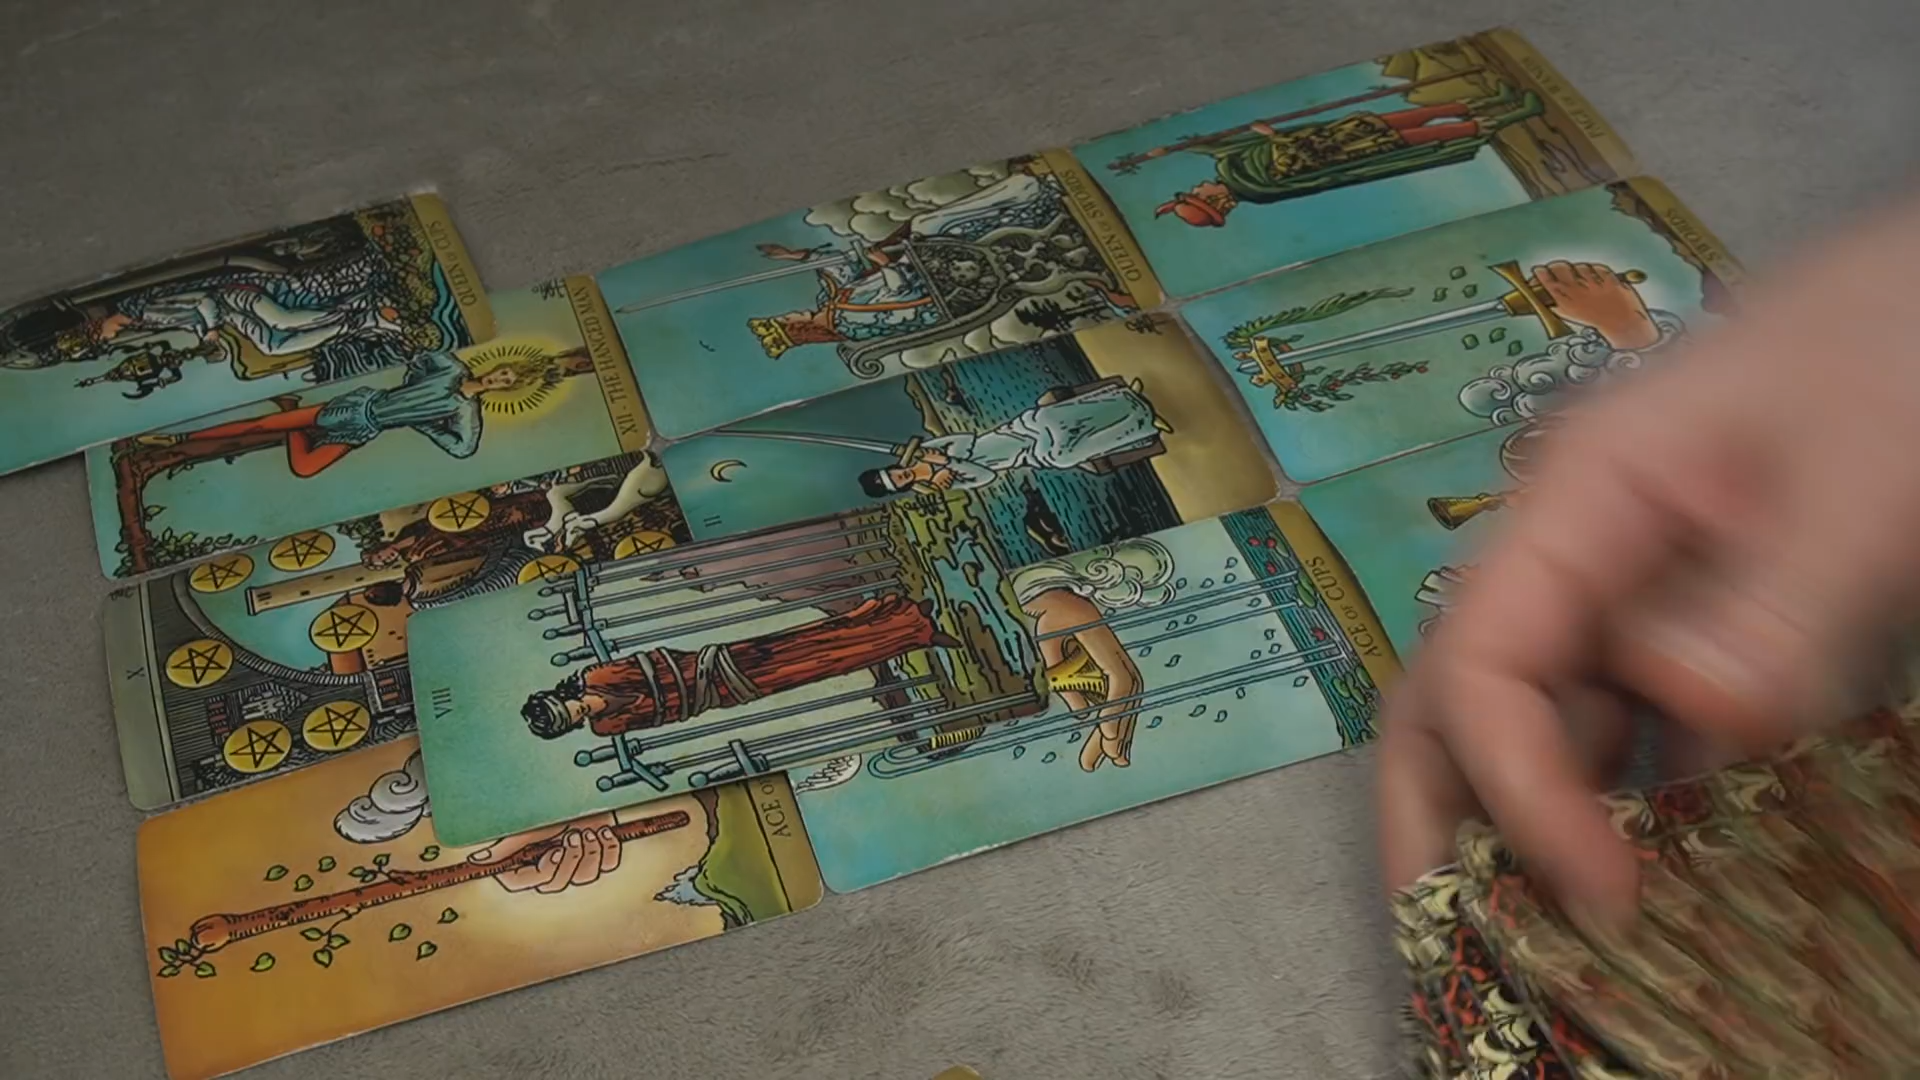 QUEEN of CUPS
XII · THE HANGED MAN
X
QUEEN of SWORDS
II
VIII
ACE
ACE of CUPS
PAGE of WANDS
of SWORDS